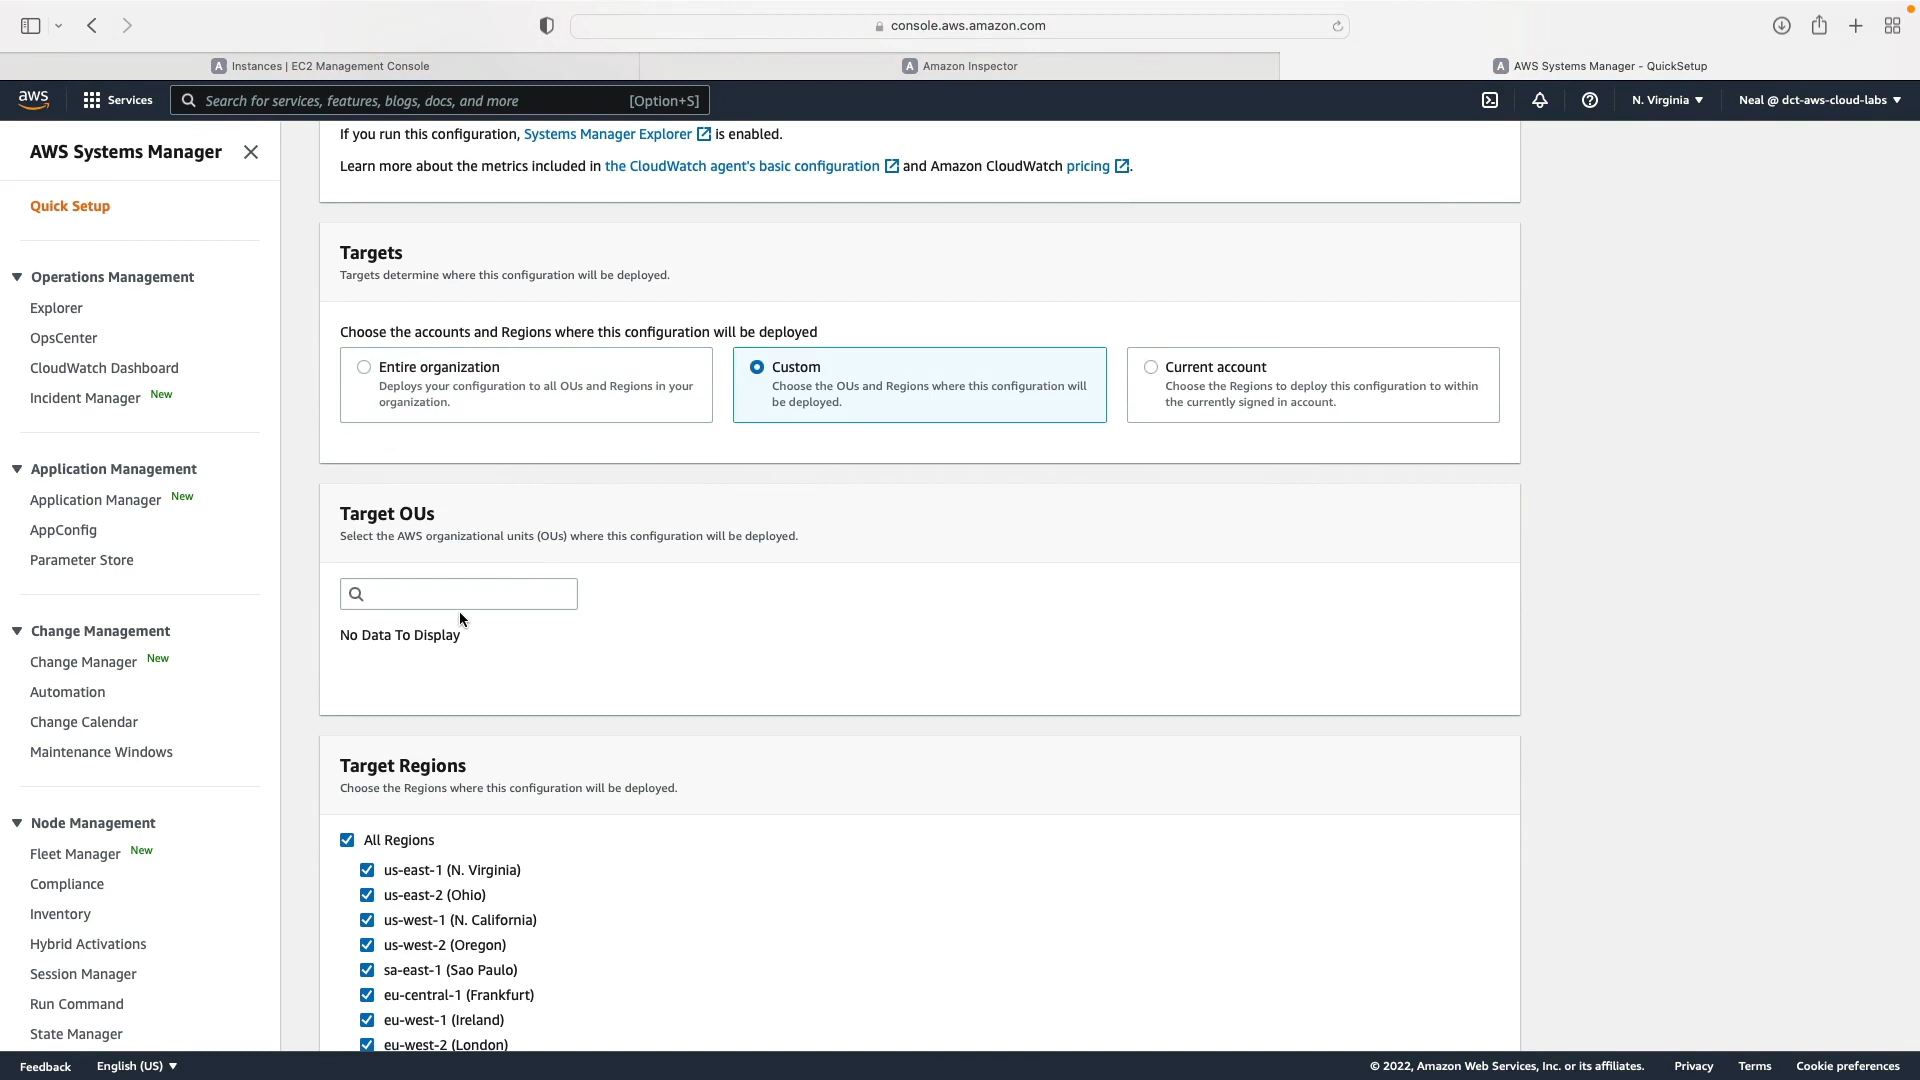 console.aws.amazon.com
A Instances | EC2 Management Console
A Amazon Inspector
A AWS Systems Manager - QuickSetup
aws
Services
Search for services, features, blogs, docs, and more [Option+S]
N. Virginia ▼
Neal @ dct-aws-cloud-labs ▼
AWS Systems Manager
Quick Setup
Operations Management
Explorer
OpsCenter
CloudWatch Dashboard
Incident Manager New
Application Management
Application Manager New
AppConfig
Parameter Store
Change Management
Change Manager New
Automation
Change Calendar
Maintenance Windows
Node Management
Fleet Manager New
Compliance
Inventory
Hybrid Activations
Session Manager
Run Command
State Manager
If you run this configuration, Systems Manager Explorer is enabled.
Learn more about the metrics included in the CloudWatch agent's basic configuration and Amazon CloudWatch pricing.
Targets
Targets determine where this configuration will be deployed.
Choose the accounts and Regions where this configuration will be deployed
Entire organization
Deploys your configuration to all OUs and Regions in your
organization.
Custom
Choose the OUs and Regions where this configuration will
be deployed.
Current account
Choose the Regions to deploy this configuration to within
the currently signed in account.
Target OUs
Select the AWS organizational units (OUs) where this configuration will be deployed.
No Data To Display
Target Regions
Choose the Regions where this configuration will be deployed.
All Regions
us-east-1 (N. Virginia)
us-east-2 (Ohio)
us-west-1 (N. California)
us-west-2 (Oregon)
sa-east-1 (Sao Paulo)
eu-central-1 (Frankfurt)
eu-west-1 (Ireland)
eu-west-2 (London)
Feedback
English (US) ▼
© 2022, Amazon Web Services, Inc. or its affiliates.
Privacy
Terms
Cookie preferences